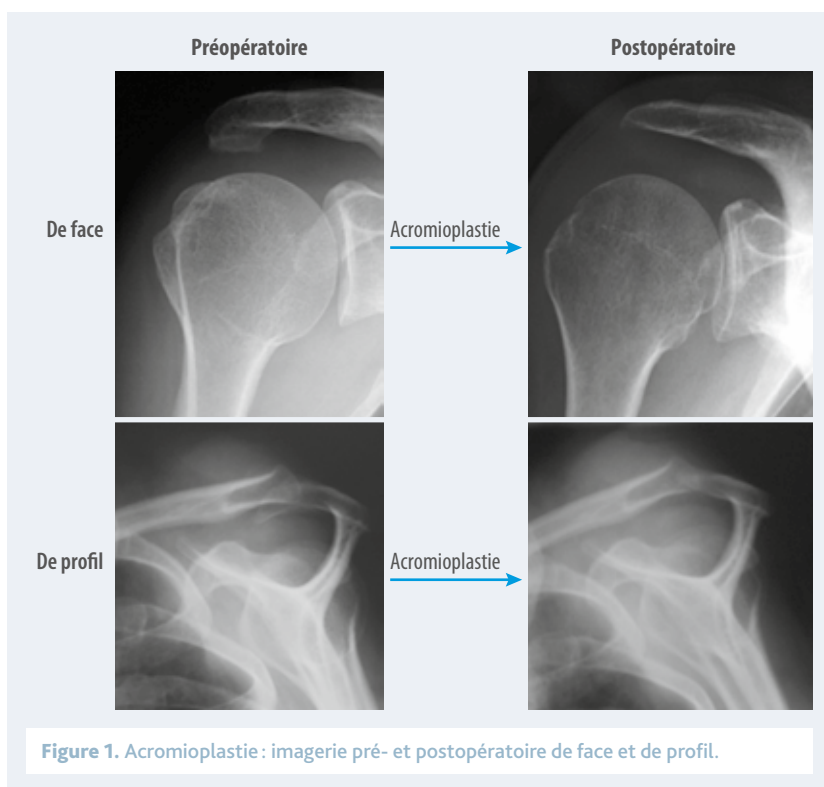 Préopératoire
Postopératoire
De face
Acromioplastie
De profil
Acromioplastie
Figure 1. Acromioplastie : imagerie pré- et postopératoire de face et de profil.